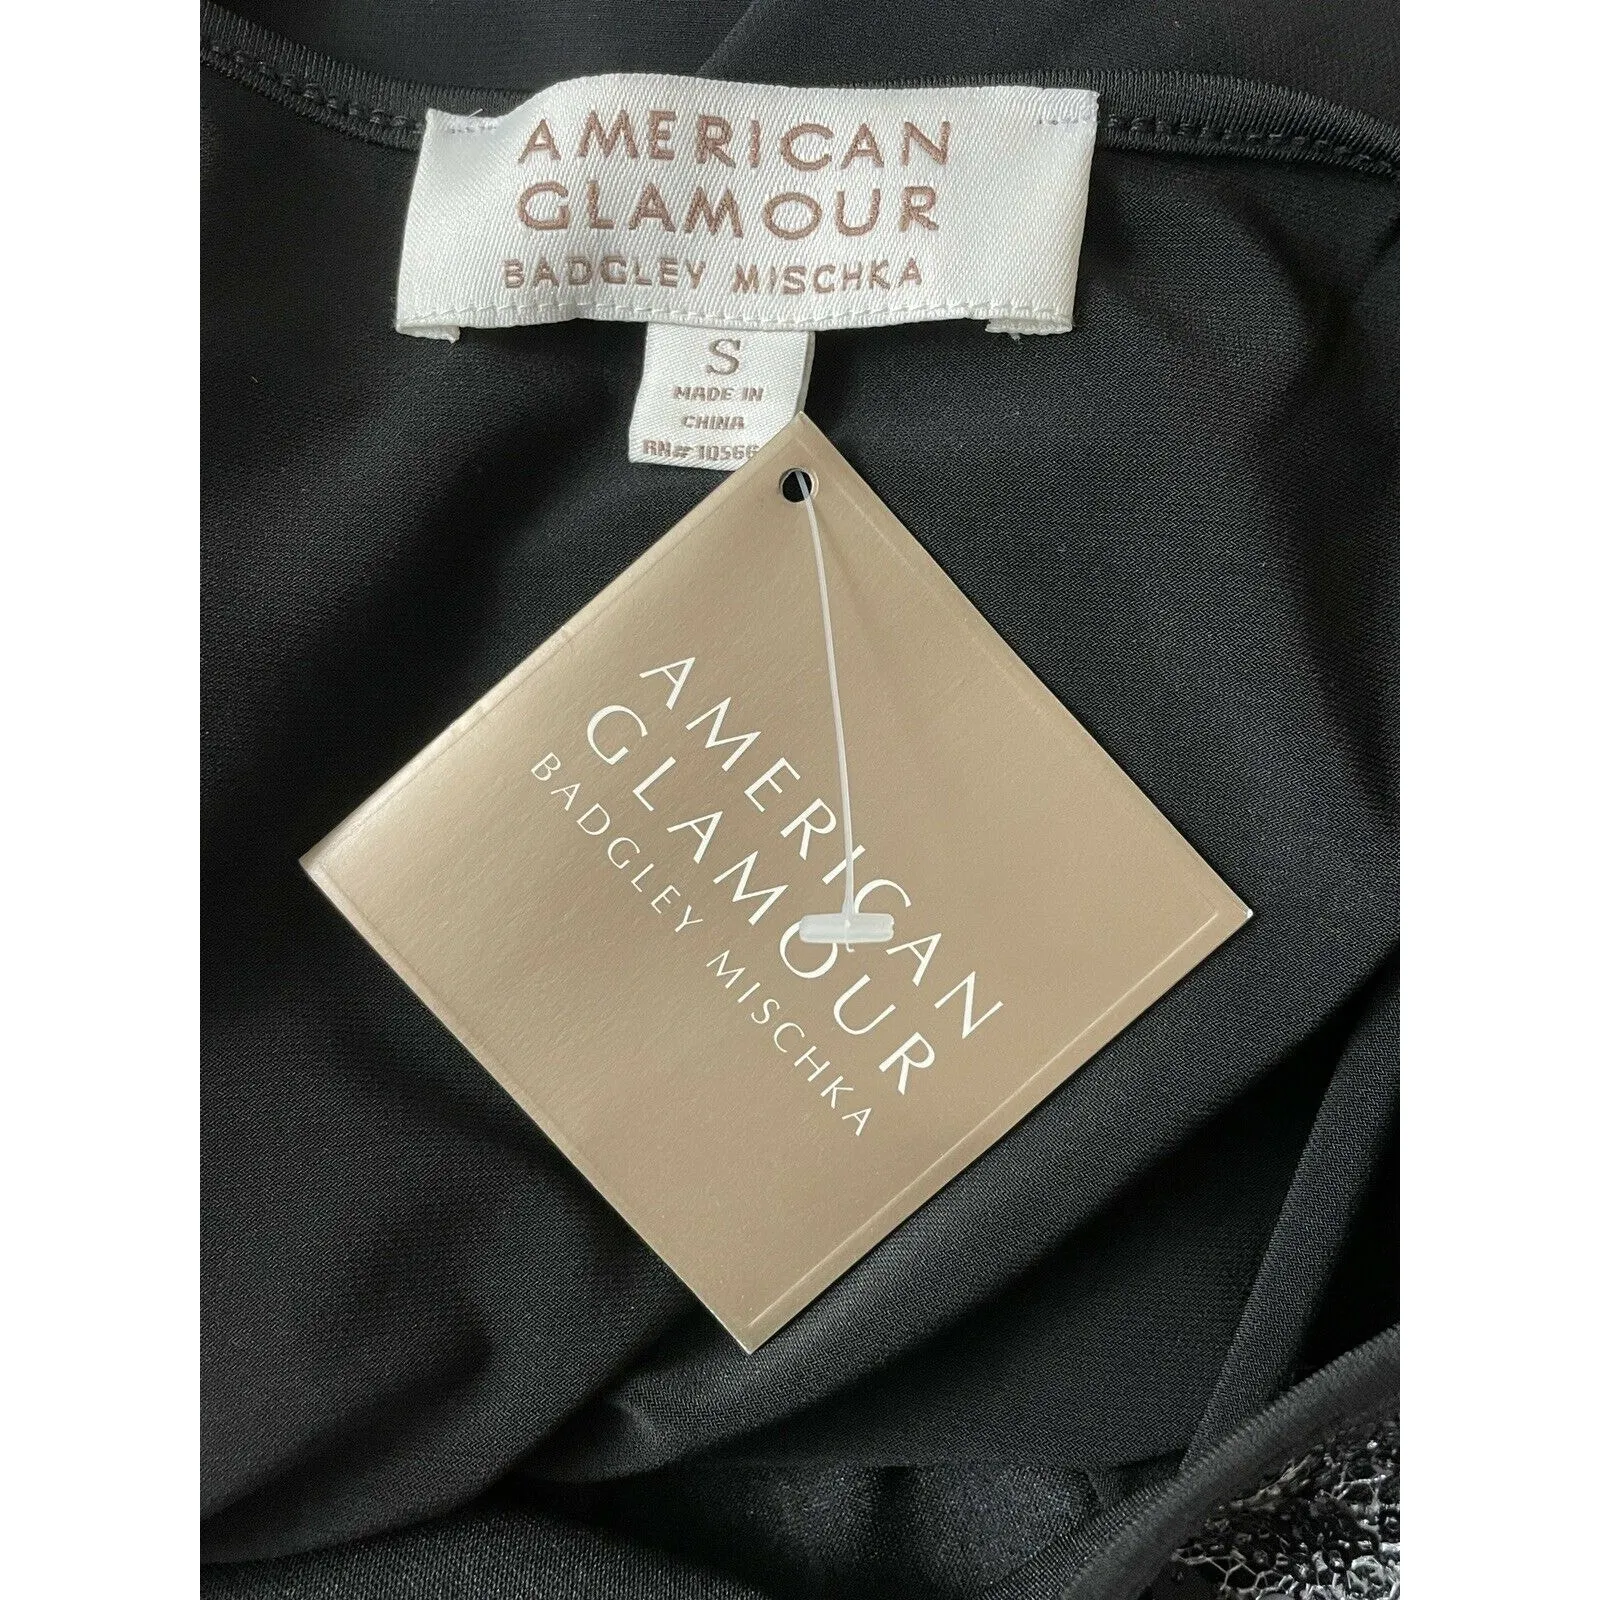 AMERICAN
GLAMOUR
BADGLEY MISCHKA
S
MADE IN
CHINA
AMERICAN
GLAMOUR
BADGLEY MISCHKA